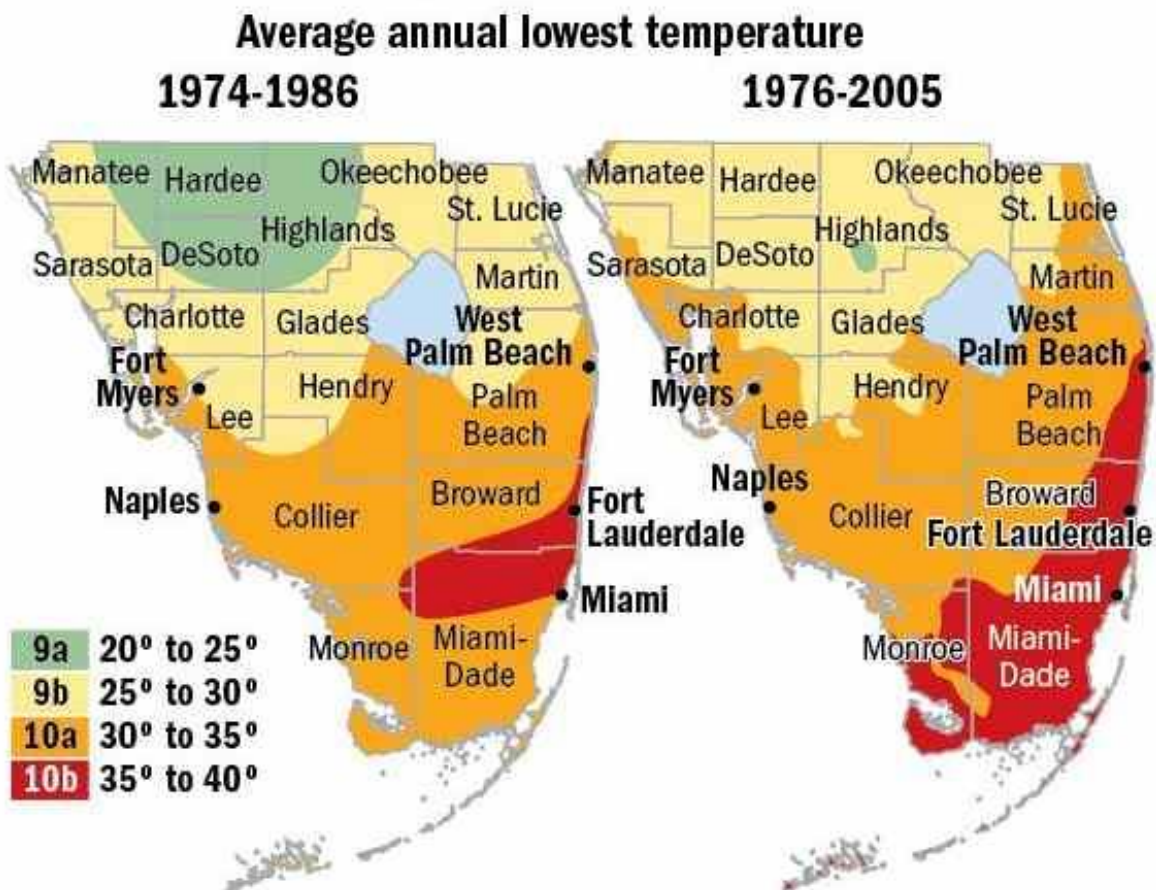 Average annual lowest temperature
1974-1986
Manatee
Hardee
Okeechobee
St. Lucie
Highlands
DeSoto
Sarasota
Martin
Charlotte
Glades
West
Palm Beach
Fort
Myers
Hendry
Lee
Palm
Beach
Naples
Collier
Broward
Fort
Lauderdale
Miami
Monroe
Miami-
Dade
1976-2005
Manatee
Hardee
Okeechobee
St. Lucie
Highlands
DeSoto
Sarasota
Martin
Charlotte
Glades
West
Palm Beach
Fort
Myers
Hendry
Lee
Palm
Beach
Naples
Collier
Broward
Fort Lauderdale
Miami
Monroe
Miami-
Dade
9a 20° to 25°
9b 25° to 30°
10a 30° to 35°
10b 35° to 40°